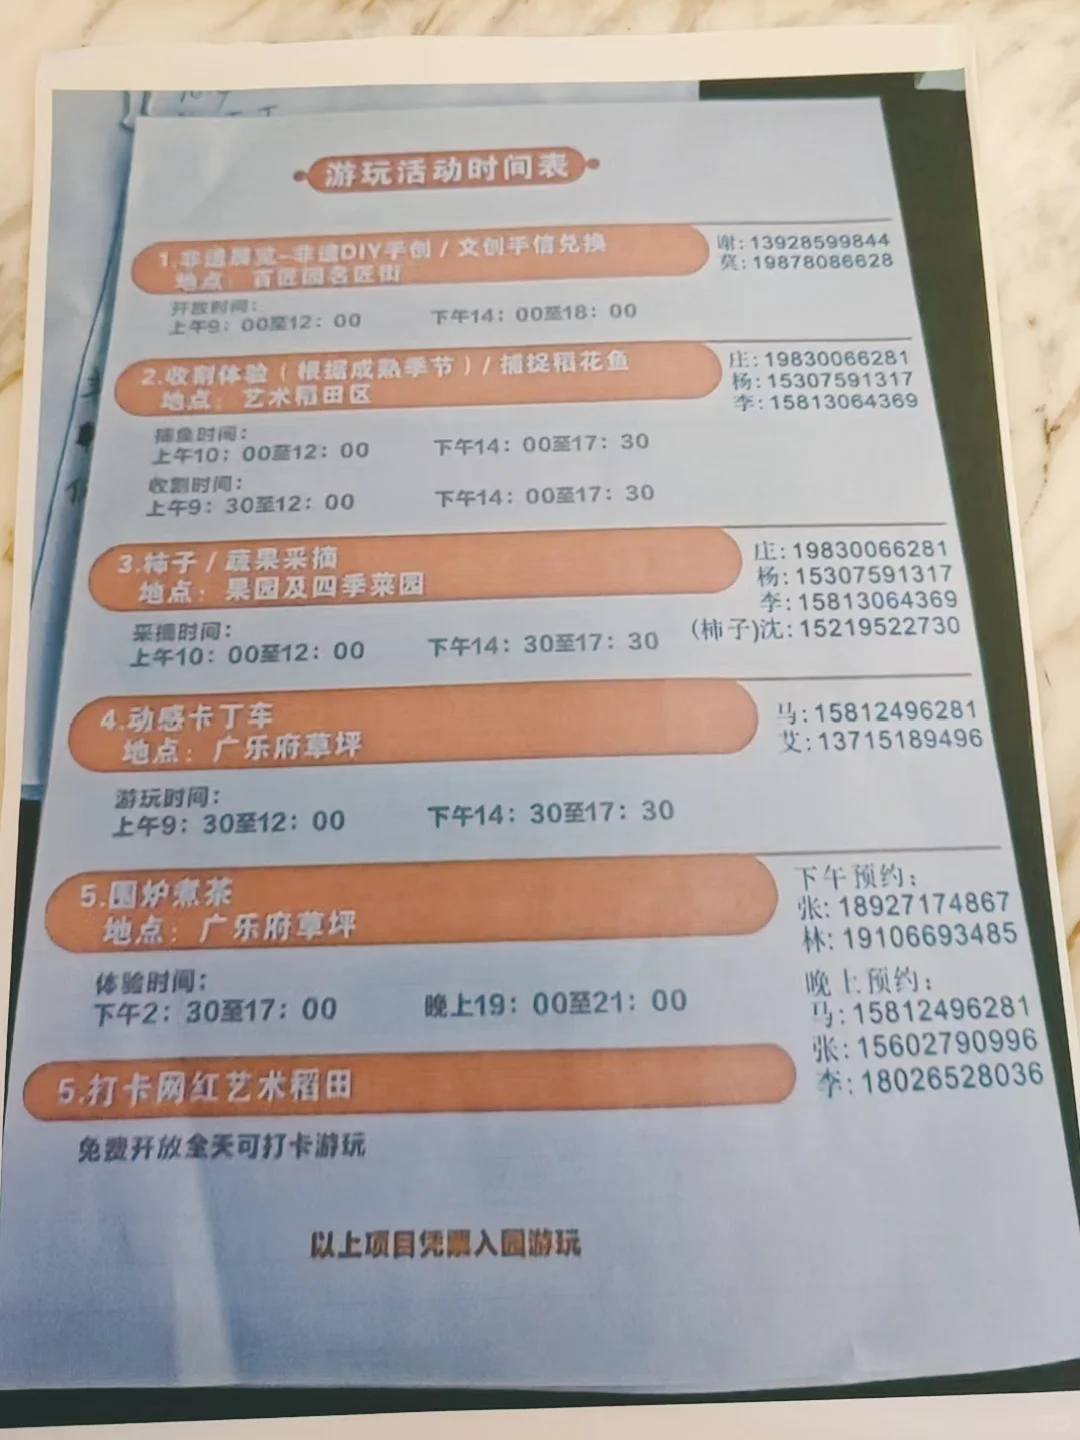 游玩活动时间表
1.非遗展览-非遗DIY手创 / 文创手信兑换
地点：百匠园名匠街
谢：13928599844
莫：19878086628
开放时间：
上午9：00至12：00 下午14：00至18：00
2.收割体验（根据成熟季节）/ 捕捉稻花鱼
地点：艺术稻田区
庄：19830066281
杨：15307591317
李：15813064369
捕鱼时间：
上午10：00至12：00 下午14：00至17：30
收割时间：
上午9：30至12：00 下午14：00至17：30
3.柿子 / 蔬果采摘
地点：果园及四季菜园
庄：19830066281
杨：15307591317
李：15813064369
(柿子)沈：15219522730
采摘时间：
上午10：00至12：00 下午14：30至17：30
4.动感卡丁车
地点：广乐府草坪
马：15812496281
艾：13715189496
游玩时间：
上午9：30至12：00 下午14：30至17：30
5.围炉煮茶
地点：广乐府草坪
下午预约：
张：18927174867
林：19106693485
体验时间：
下午2：30至17：00 晚上19：00至21：00
晚上预约：
马：15812496281
张：15602790996
李：18026528036
5.打卡网红艺术稻田
免费开放全天可打卡游玩
以上项目凭票入园游玩